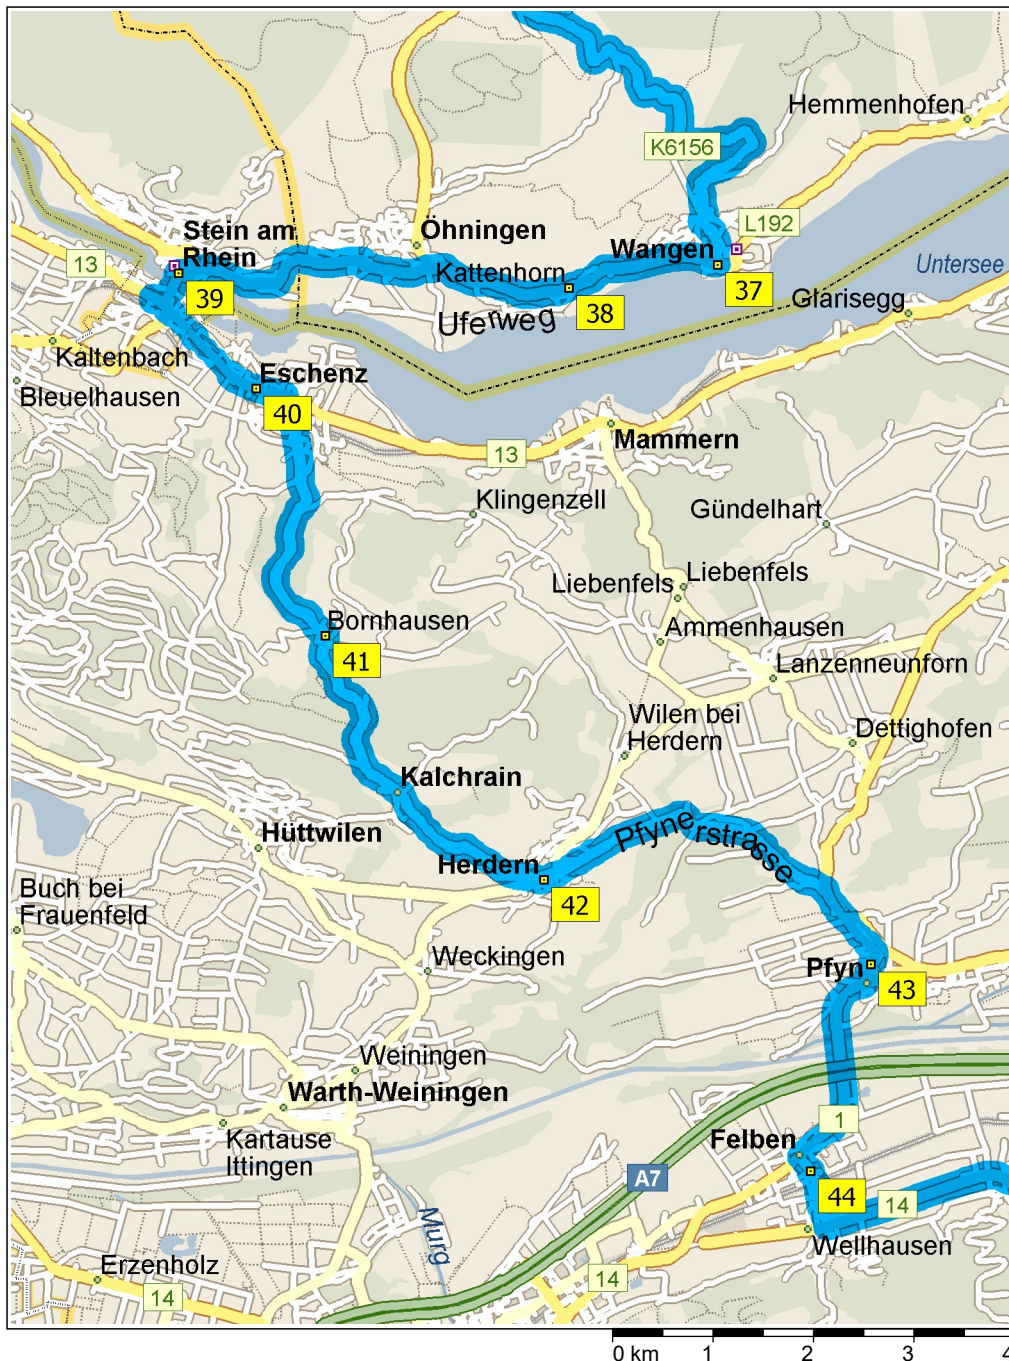 Hemmenhofen
K6156
L192
Stein am
Rhein
Öhningen
Wangen
13
Kattenhorn
Untersee
39
38
37
Glarisegg
Uferweg
Kaltenbach
Bleuelhausen
Eschenz
40
Mammern
13
Klingenzell
Gündelhart
Liebenfels
Liebenfels
Bornhausen
Ammenhausen
41
Lanzenneunforn
Wilen bei
Herdern
Dettighofen
Kalchrain
Hüttwilen
Pfynerstrasse
Herdern
Buch bei
Frauenfeld
42
Weckingen
Pfyn
43
Weiningen
Warth-Weiningen
1
Kartause
Ittingen
Felben
A7
44
14
Murg
Wellhausen
Erzenholz
14
14
0 km 1 2 3 4